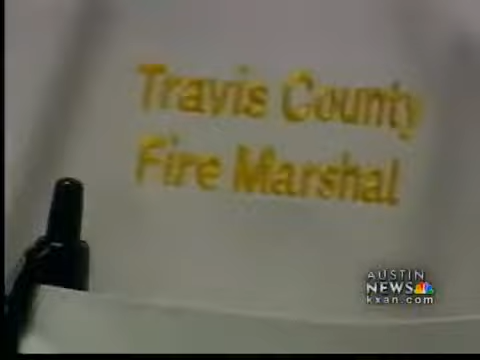 Travis County
Fire Marshal
AUSTIN
NEWS
kxan.com